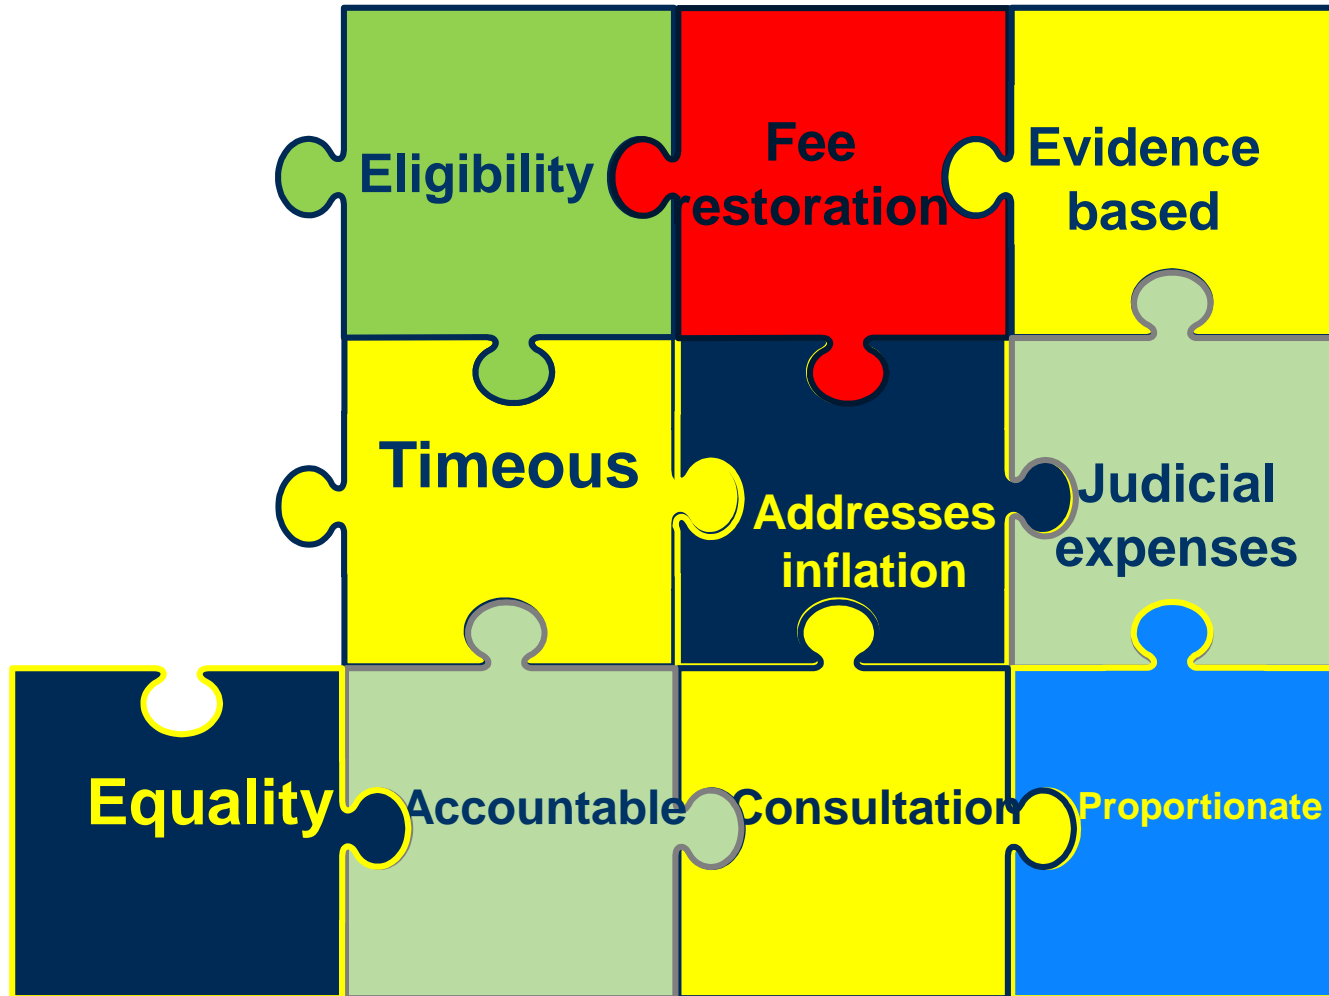 Eligibility
Fee
restoration
Evidence
based
Timeous
Addresses
inflation
Judicial
expenses
Equality
Accountable
Consultation
Proportionate